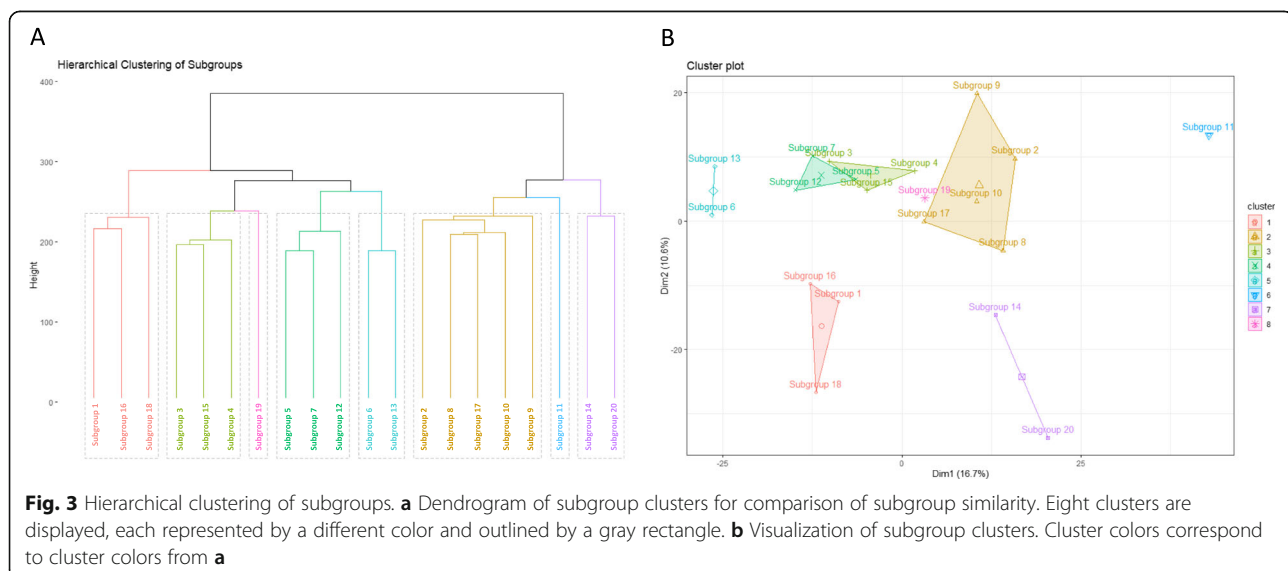 A
Hierarchical Clustering of Subgroups
400
300
200
100
0
Height
Subgroup 1
Subgroup 16
Subgroup 18
Subgroup 3
Subgroup 15
Subgroup 4
Subgroup 19
Subgroup 5
Subgroup 7
Subgroup 12
Subgroup 6
Subgroup 13
Subgroup 2
Subgroup 8
Subgroup 17
Subgroup 10
Subgroup 9
Subgroup 11
Subgroup 14
Subgroup 20
B
Cluster plot
20
0
-20
Dim2 (10.6%)
Subgroup 9
Subgroup 11
Subgroup 7
Subgroup 3
Subgroup 2
Subgroup 13
Subgroup 4
Subgroup 5
Subgroup 12
Subgroup 15
Subgroup 19
Subgroup 10
Subgroup 6
Subgroup 17
Subgroup 8
Subgroup 16
Subgroup 1
Subgroup 14
Subgroup 18
Subgroup 20
-25
0
25
Dim1 (16.7%)
cluster
1
2
3
4
5
6
7
8
Fig. 3 Hierarchical clustering of subgroups. a Dendrogram of subgroup clusters for comparison of subgroup similarity. Eight clusters are
displayed, each represented by a different color and outlined by a gray rectangle. b Visualization of subgroup clusters. Cluster colors correspond
to cluster colors from a